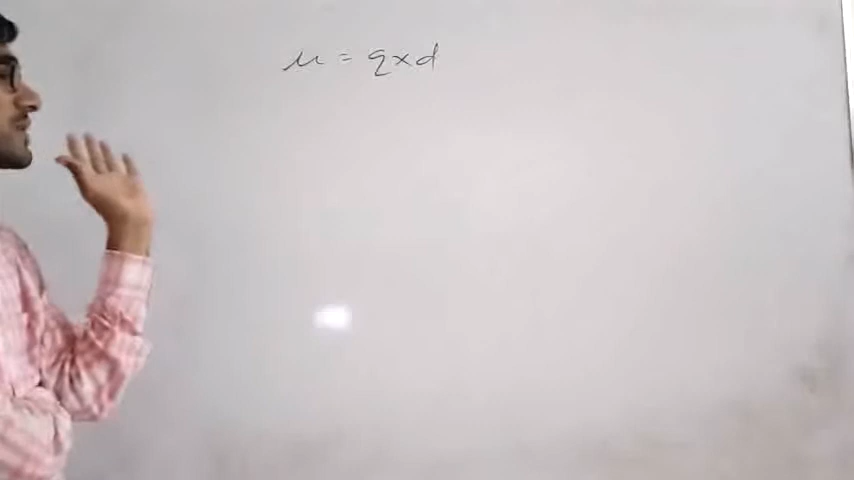 μ = q×d